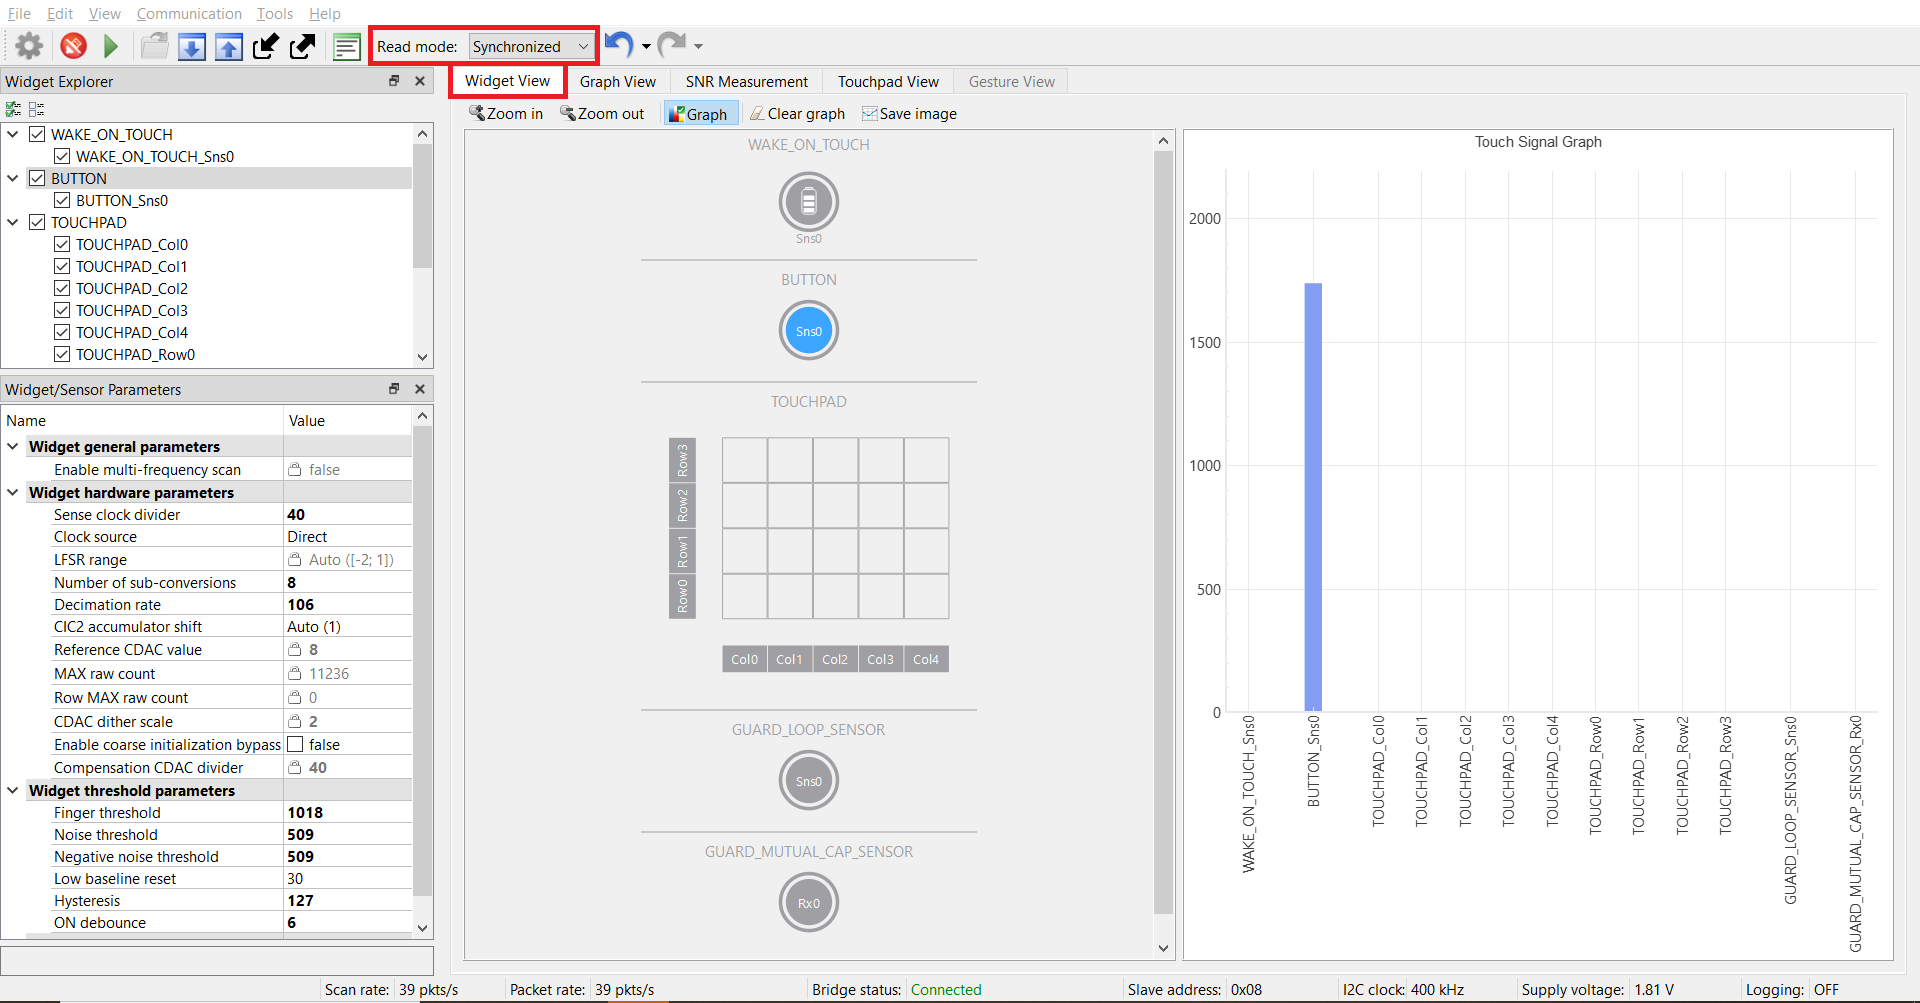 File Edit View Communication Tools Help
Read mode: Synchronized
Widget Explorer
WAKE_ON_TOUCH
WAKE_ON_TOUCH_Sns0
BUTTON
BUTTON_Sns0
TOUCHPAD
TOUCHPAD_Col0
TOUCHPAD_Col1
TOUCHPAD_Col2
TOUCHPAD_Col3
TOUCHPAD_Col4
TOUCHPAD_Row0
Widget/Sensor Parameters
Name Value
Widget general parameters
Enable multi-frequency scan false
Widget hardware parameters
Sense clock divider 40
Clock source Direct
LFSR range Auto ([-2; 1])
Number of sub-conversions 8
Decimation rate 106
CIC2 accumulator shift Auto (1)
Reference CDAC value 8
MAX raw count 11236
Row MAX raw count 0
CDAC dither scale 2
Enable coarse initialization bypass false
Compensation CDAC divider 40
Widget threshold parameters
Finger threshold 1018
Noise threshold 509
Negative noise threshold 509
Low baseline reset 30
Hysteresis 127
ON debounce 6
Widget View Graph View SNR Measurement Touchpad View Gesture View
Zoom in Zoom out Graph Clear graph Save image
WAKE_ON_TOUCH
Sns0
BUTTON
Sns0
TOUCHPAD
Row3
Row2
Row1
Row0
Col0 Col1 Col2 Col3 Col4
GUARD_LOOP_SENSOR
Sns0
GUARD_MUTUAL_CAP_SENSOR
Rx0
Touch Signal Graph
2000
1500
1000
500
0
WAKE_ON_TOUCH_Sns0
BUTTON_Sns0
TOUCHPAD_Col0
TOUCHPAD_Col1
TOUCHPAD_Col2
TOUCHPAD_Col3
TOUCHPAD_Col4
TOUCHPAD_Row0
TOUCHPAD_Row1
TOUCHPAD_Row2
TOUCHPAD_Row3
GUARD_LOOP_SENSOR_Sns0
GUARD_MUTUAL_CAP_SENSOR_Rx0
Scan rate: 39 pkts/s Packet rate: 39 pkts/s Bridge status: Connected Slave address: 0x08 I2C clock: 400 kHz Supply voltage: 1.81 V Logging: OFF